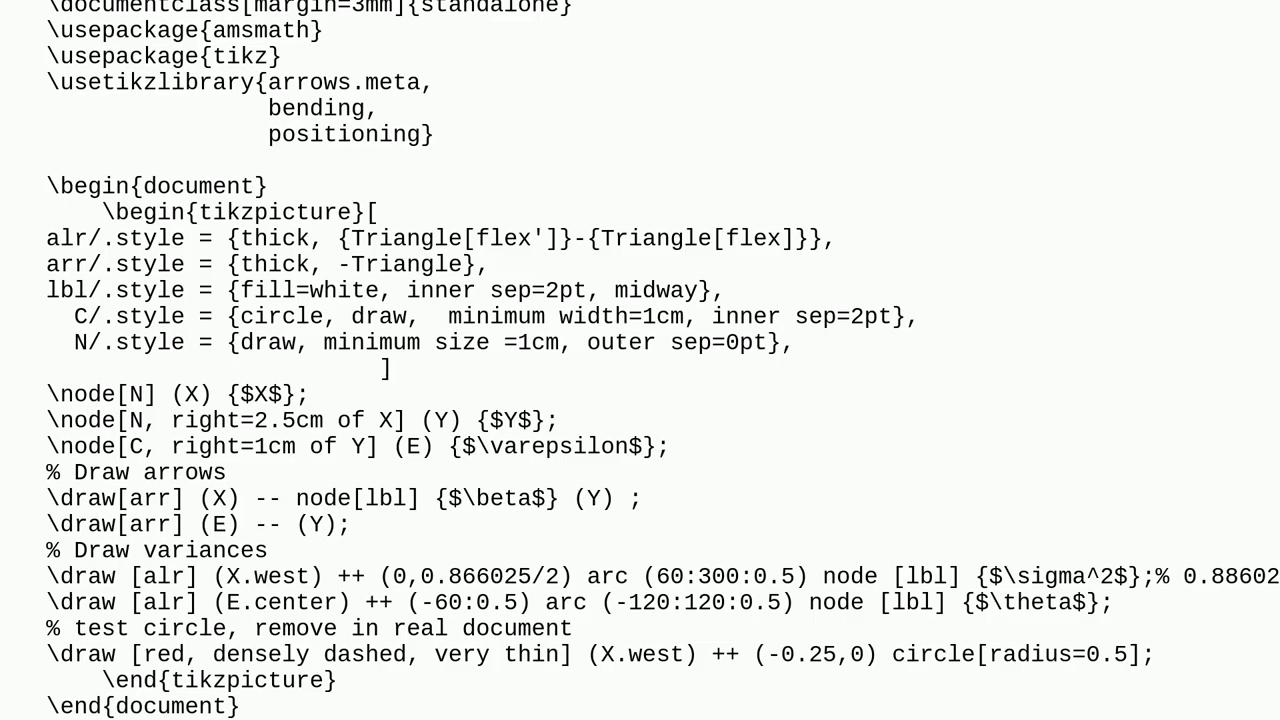 \documentclass[margin=3mm]{standalone}
\usepackage{amsmath}
\usepackage{tikz}
\usetikzlibrary{arrows.meta,
                bending,
                positioning}

\begin{document}
    \begin{tikzpicture}[
alr/.style = {thick, {Triangle[flex']}-{Triangle[flex]}},
arr/.style = {thick, -Triangle},
lbl/.style = {fill=white, inner sep=2pt, midway},
  C/.style = {circle, draw,  minimum width=1cm, inner sep=2pt},
  N/.style = {draw, minimum size =1cm, outer sep=0pt},
                        ]
\node[N] (X) {$X$};
\node[N, right=2.5cm of X] (Y) {$Y$};
\node[C, right=1cm of Y] (E) {$\varepsilon$};
% Draw arrows
\draw[arr] (X) -- node[lbl] {$\beta$} (Y) ;
\draw[arr] (E) -- (Y);
% Draw variances
\draw [alr] (X.west) ++ (0,0.866025/2) arc (60:300:0.5) node [lbl] {$\sigma^2$};% 0.88602
\draw [alr] (E.center) ++ (-60:0.5) arc (-120:120:0.5) node [lbl] {$\theta$};
% test circle, remove in real document
\draw [red, densely dashed, very thin] (X.west) ++ (-0.25,0) circle[radius=0.5];
    \end{tikzpicture}
\end{document}